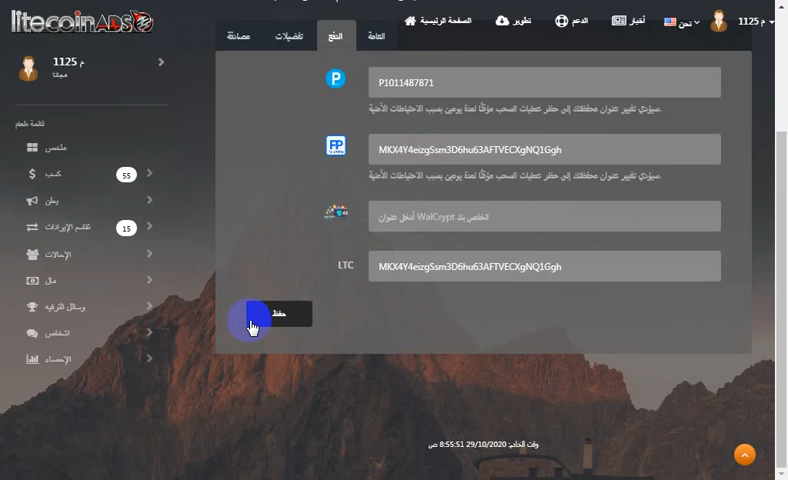 litecoinADS
الصفحة الرئيسية
تطوير
الدعم
أخبار
نحن
م 1125
م 1125
مجانا
قائمة طعام
ملخص
كسب
55
يعلن
تقاسم الإيرادات
15
الإحالات
مال
وسائل الترفيه
اشخاص
الإحصاء
العامة
الدفع
تفضيلات
مصادقة
P1011487871
سيؤدي تغيير عنوان محفظتك إلى حظر عمليات السحب مؤقتًا لمدة يومين بسبب الاحتياطات الأمنية.
FP
MKX4Y4eizgSsm3D6hu63AFTVECXgNQ1Ggh
سيؤدي تغيير عنوان محفظتك إلى حظر عمليات السحب مؤقتًا لمدة يومين بسبب الاحتياطات الأمنية.
أدخل عنوان WalCrypt الخاص بك
LTC
MKX4Y4eizgSsm3D6hu63AFTVECXgNQ1Ggh
حفظ
وقت الخادم: 29/10/2020 8:55:51 ص